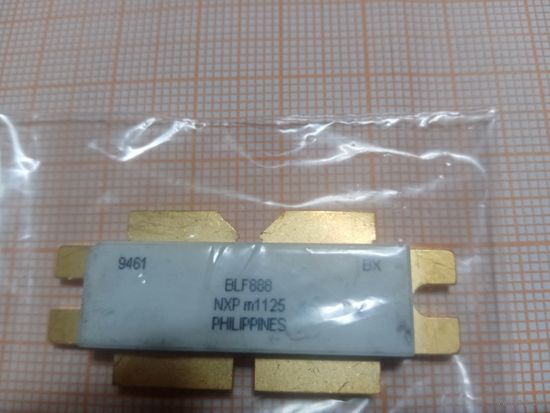 9461 BX
BLF888
NXP m1125
PHILIPPINES